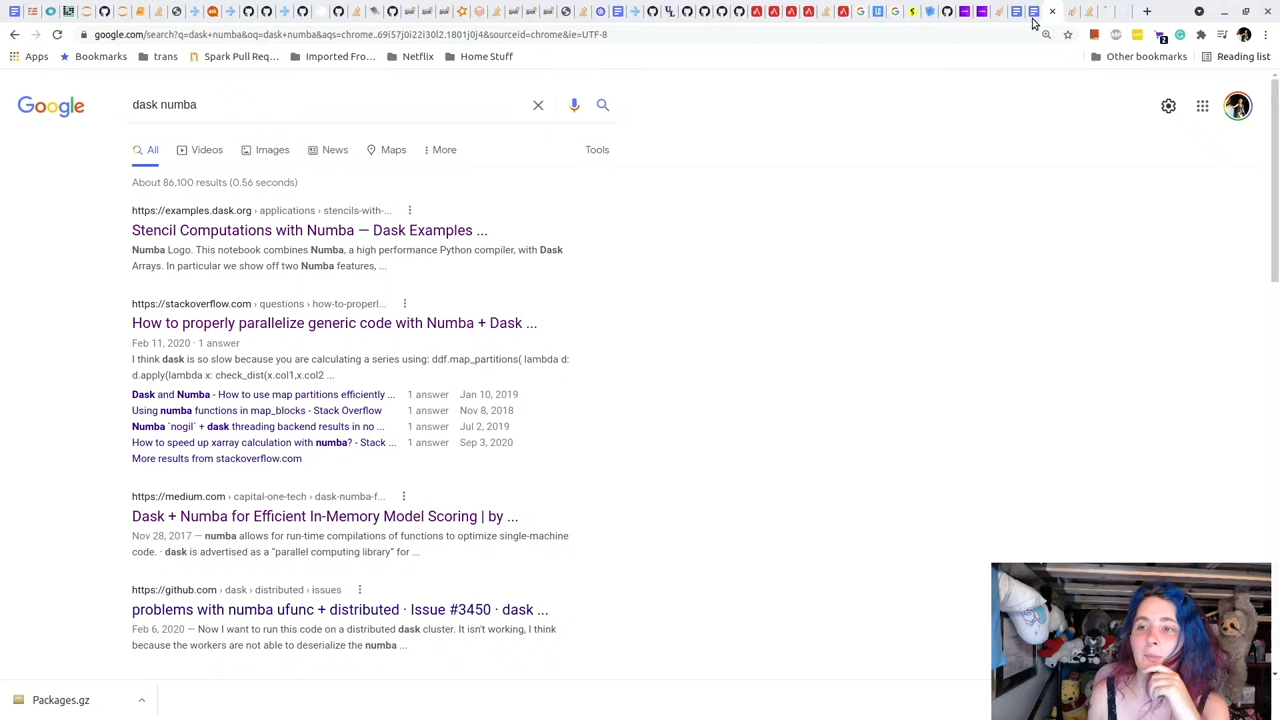 google.com/search?q=dask+numba&oq=dask+numba&aqs=chrome..69i57j0i22i30l2.1801j0j4&sourceid=chrome&ie=UTF-8
2
Apps
Bookmarks
trans
Spark Pull Req...
Imported Fro...
Netflix
Home Stuff
Other bookmarks
Reading list
Google
dask numba
All
Videos
Images
News
Maps
More
Tools
About 86,100 results (0.56 seconds)
https://examples.dask.org › applications › stencils-with-...
Stencil Computations with Numba — Dask Examples ...
Numba Logo. This notebook combines Numba, a high performance Python compiler, with Dask
Arrays. In particular we show off two Numba features, ...
https://stackoverflow.com › questions › how-to-properl...
How to properly parallelize generic code with Numba + Dask ...
Feb 11, 2020 · 1 answer
I think dask is so slow because you are calculating a series using: ddf.map_partitions( lambda d:
d.apply(lambda x: check_dist(x.col1,x.col2 ...
Dask and Numba - How to use map partitions efficiently ... 1 answer Jan 10, 2019
Using numba functions in map_blocks - Stack Overflow 1 answer Nov 8, 2018
Numba `nogil` + dask threading backend results in no ... 1 answer Jul 2, 2019
How to speed up xarray calculation with numba? - Stack ... 1 answer Sep 3, 2020
More results from stackoverflow.com
https://medium.com › capital-one-tech › dask-numba-f...
Dask + Numba for Efficient In-Memory Model Scoring | by ...
Nov 28, 2017 — numba allows for run-time compilations of functions to optimize single-machine
code. · dask is advertised as a “parallel computing library” for ...
https://github.com › dask › distributed › issues
problems with numba ufunc + distributed · Issue #3450 · dask ...
Feb 6, 2020 — Now I want to run this code on a distributed dask cluster. It isn't working, I think
because the workers are not able to deserialize the numba ...
Packages.gz